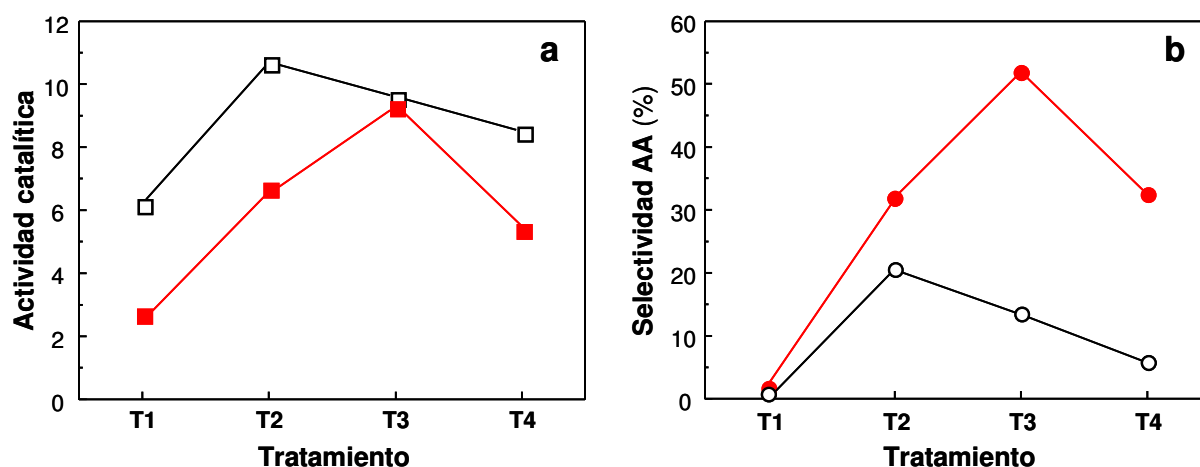 a
Actividad catalítica
12
10
8
6
4
2
0
T1 T2 T3 T4
Tratamiento
b
Selectividad AA (%)
60
50
40
30
20
10
0
T1 T2 T3 T4
Tratamiento